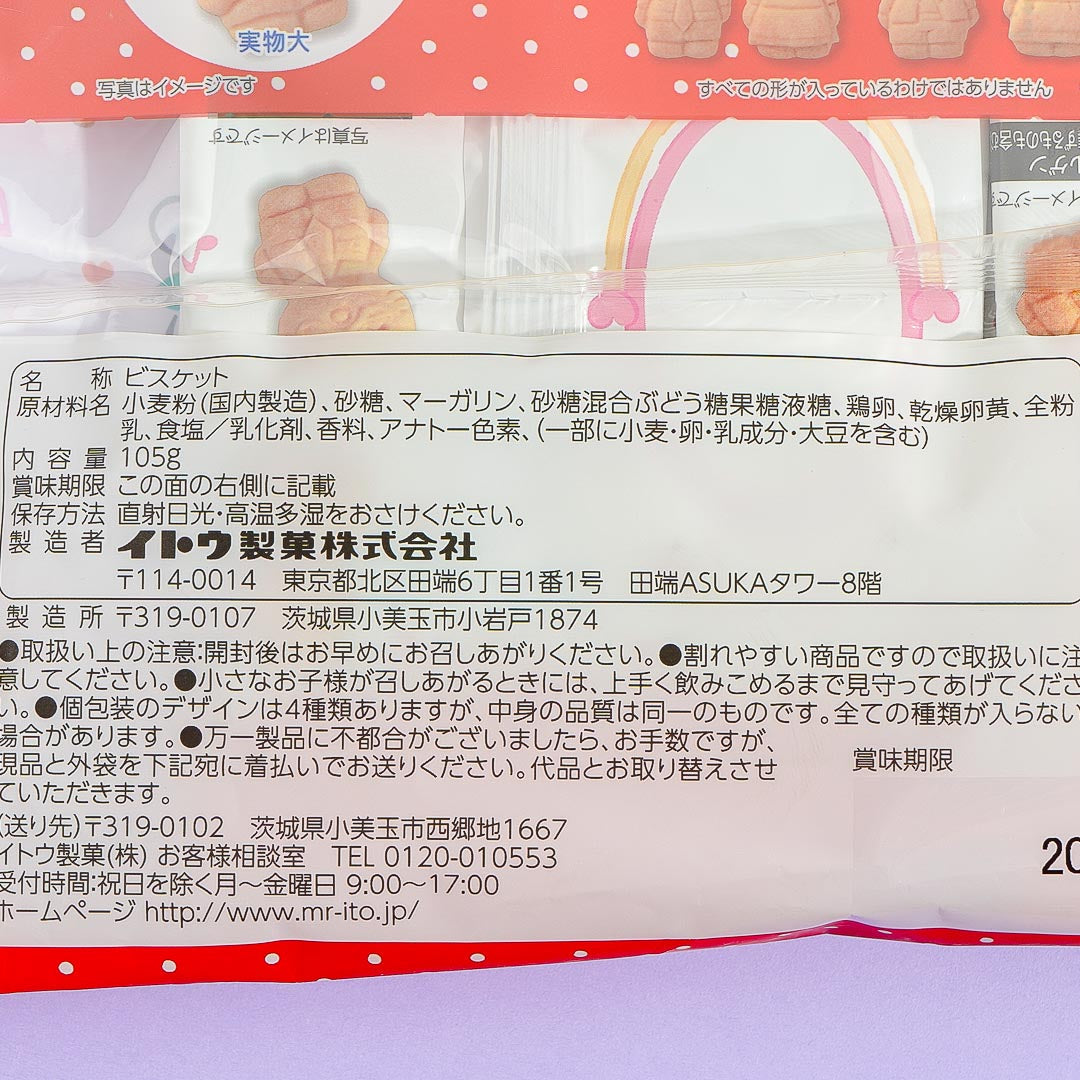 実物大
写真はイメージです
すべての形が入っているわけではありません
写真はイメージです
名 称 ビスケット
原材料名 小麦粉(国内製造)、砂糖、マーガリン、砂糖混合ぶどう糖果糖液糖、鶏卵、乾燥卵黄、全粉
乳、食塩／乳化剤、香料、アナトー色素、(一部に小麦・卵・乳成分・大豆を含む)
内容量 105g
賞味期限 この面の右側に記載
保存方法 直射日光・高温多湿をおさけください。
製造者 イトウ製菓株式会社
〒114-0014 東京都北区田端6丁目1番1号 田端ASUKAタワー8階
製造所 〒319-0107 茨城県小美玉市小岩戸1874
●取扱い上の注意:開封後はお早めにお召しあがりください。●割れやすい商品ですので取扱いに注
意してください。●小さなお子様が召しあがるときには、上手く飲みこめるまで見守ってあげてくださ
い。●個包装のデザインは4種類ありますが、中身の品質は同一のものです。全ての種類が入らない
場合があります。●万一製品に不都合がございましたら、お手数ですが、
現品と外袋を下記宛に着払いでお送りください。代品とお取り替えさせ
ていただきます。
賞味期限
20
(送り先)〒319-0102 茨城県小美玉市西郷地1667
イトウ製菓(株) お客様相談室 TEL 0120-010553
受付時間:祝日を除く月～金曜日 9:00～17:00
ホームページ http://www.mr-ito.jp/